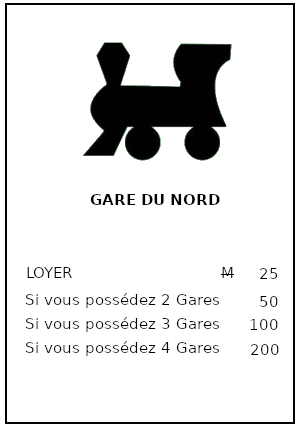 GARE DU NORD
LOYER M 25
Si vous possédez 2 Gares 50
Si vous possédez 3 Gares 100
Si vous possédez 4 Gares 200